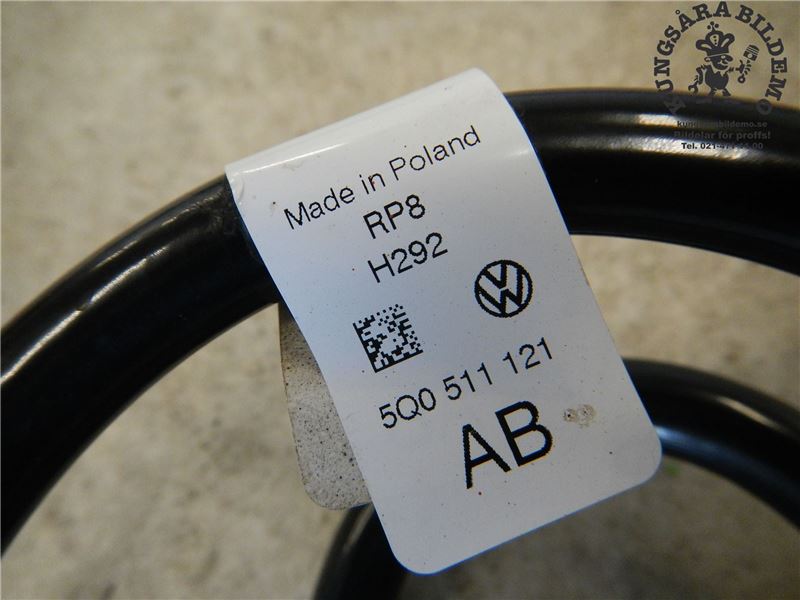 KUNGSÅRA BILDEMO
Bildelar för proffs!
Made in Poland
RP8
H292
5Q0 511 121
AB